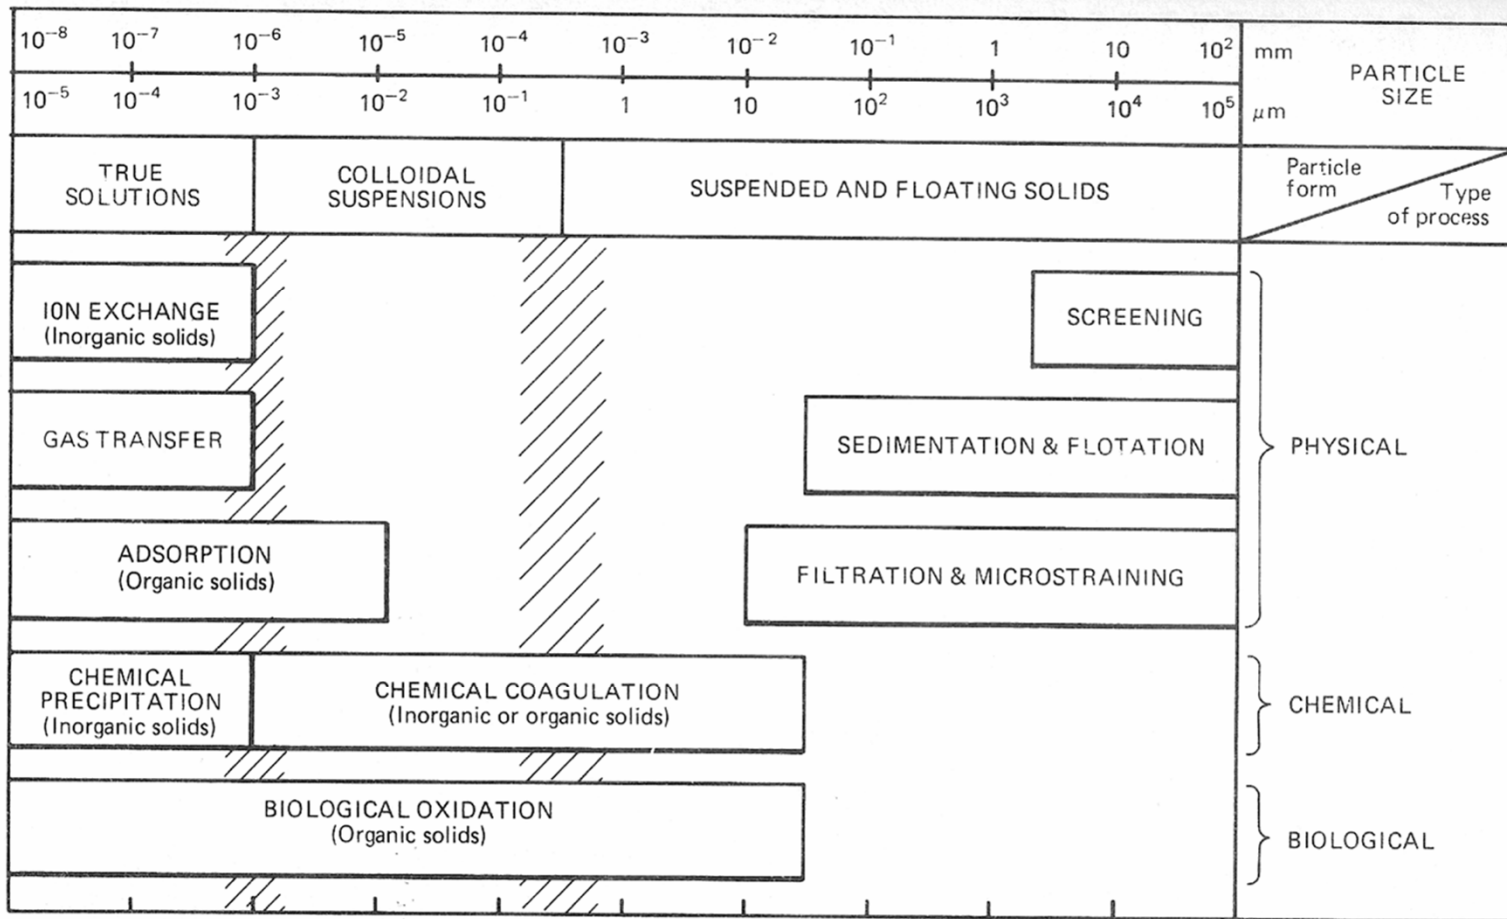 10⁻⁸ 10⁻⁷ 10⁻⁶ 10⁻⁵ 10⁻⁴ 10⁻³ 10⁻² 10⁻¹ 1 10 10² mm
10⁻⁵ 10⁻⁴ 10⁻³ 10⁻² 10⁻¹ 1 10 10² 10³ 10⁴ 10⁵ μm
PARTICLE
SIZE
TRUE
SOLUTIONS
COLLOIDAL
SUSPENSIONS
SUSPENDED AND FLOATING SOLIDS
Particle
form
Type
of process
ION EXCHANGE
(Inorganic solids)
SCREENING
GAS TRANSFER
SEDIMENTATION & FLOTATION
PHYSICAL
ADSORPTION
(Organic solids)
FILTRATION & MICROSTRAINING
CHEMICAL
PRECIPITATION
(Inorganic solids)
CHEMICAL COAGULATION
(Inorganic or organic solids)
CHEMICAL
BIOLOGICAL OXIDATION
(Organic solids)
BIOLOGICAL